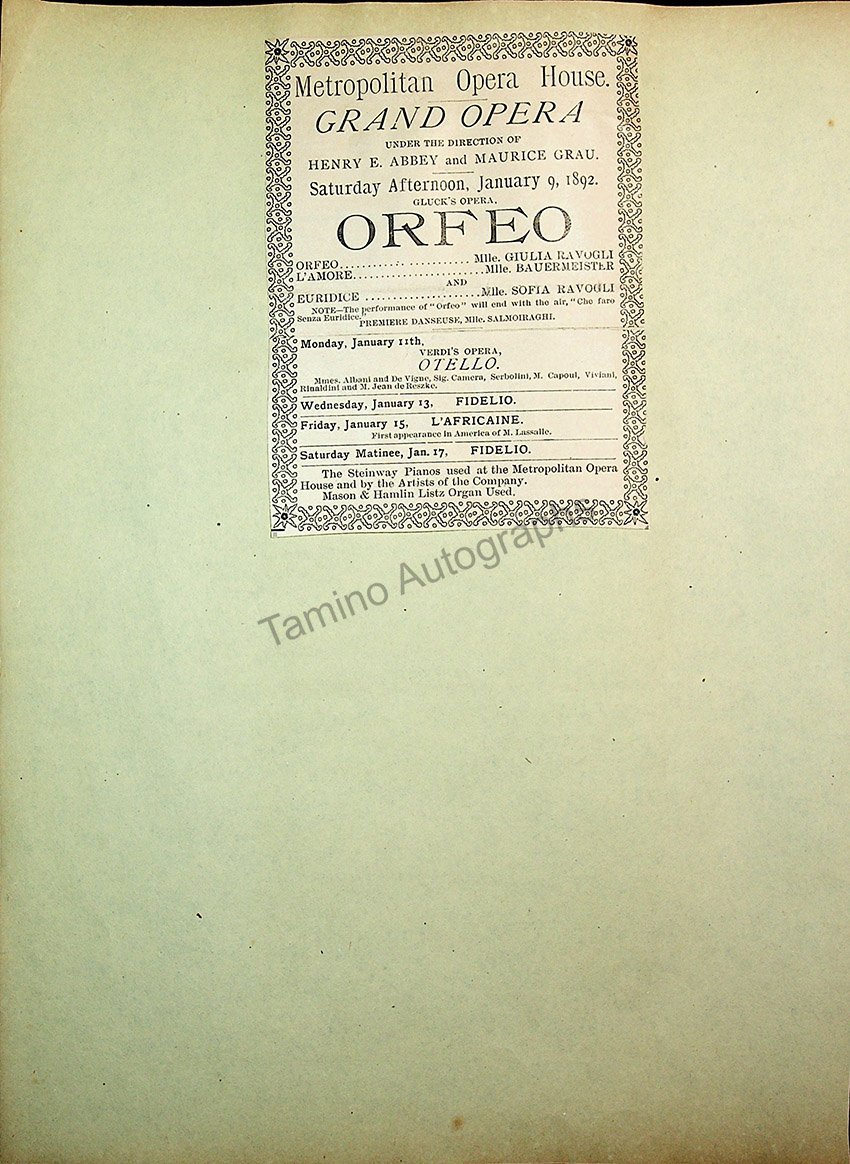 Metropolitan Opera House.
GRAND OPERA
UNDER THE DIRECTION OF
HENRY E. ABBEY and MAURICE GRAU.
Saturday Afternoon, January 9, 1892.
GLUCK'S OPERA.
ORFEO
ORFEO........................Mlle. GIULIA RAVOGLI
L'AMORE........................Mlle. BAUERMEISTER
AND
EURIDICE .....................Mlle. SOFIA RAVOGLI
NOTE—The performance of "Orfeo" will end with the air, "Cho faro
Senza Euridice."
PREMIERE DANSEUSE, Mlle. SALMOIRAGHI.
Monday, January 11th,
VERDI'S OPERA,
OTELLO.
Mmes. Albani and De Vigne, Sig. Camera, Serbolini, M. Capoul, Viviani,
Rinaldini and M. Jean de Reszke.
Wednesday, January 13, FIDELIO.
Friday, January 15, L'AFRICAINE.
First appearance in America of M. Lassalle.
Saturday Matinee, Jan. 17, FIDELIO.
The Steinway Pianos used at the Metropolitan Opera
House and by the Artists of the Company.
Mason & Hamlin Listz Organ Used.
Tamino Autographs